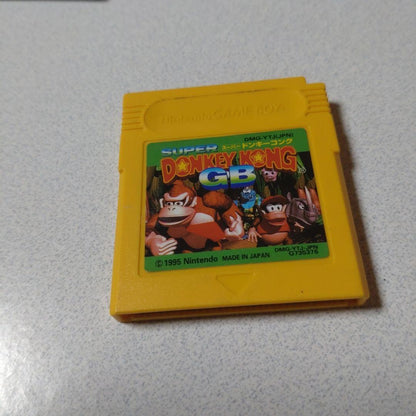 Nintendo GAME BOY
DMG-YTJ(JPN)
SUPER スーパードンキーコング
DONKEY KONG
GB
DMG-YTJ-JPN
© 1995 Nintendo MADE IN JAPAN